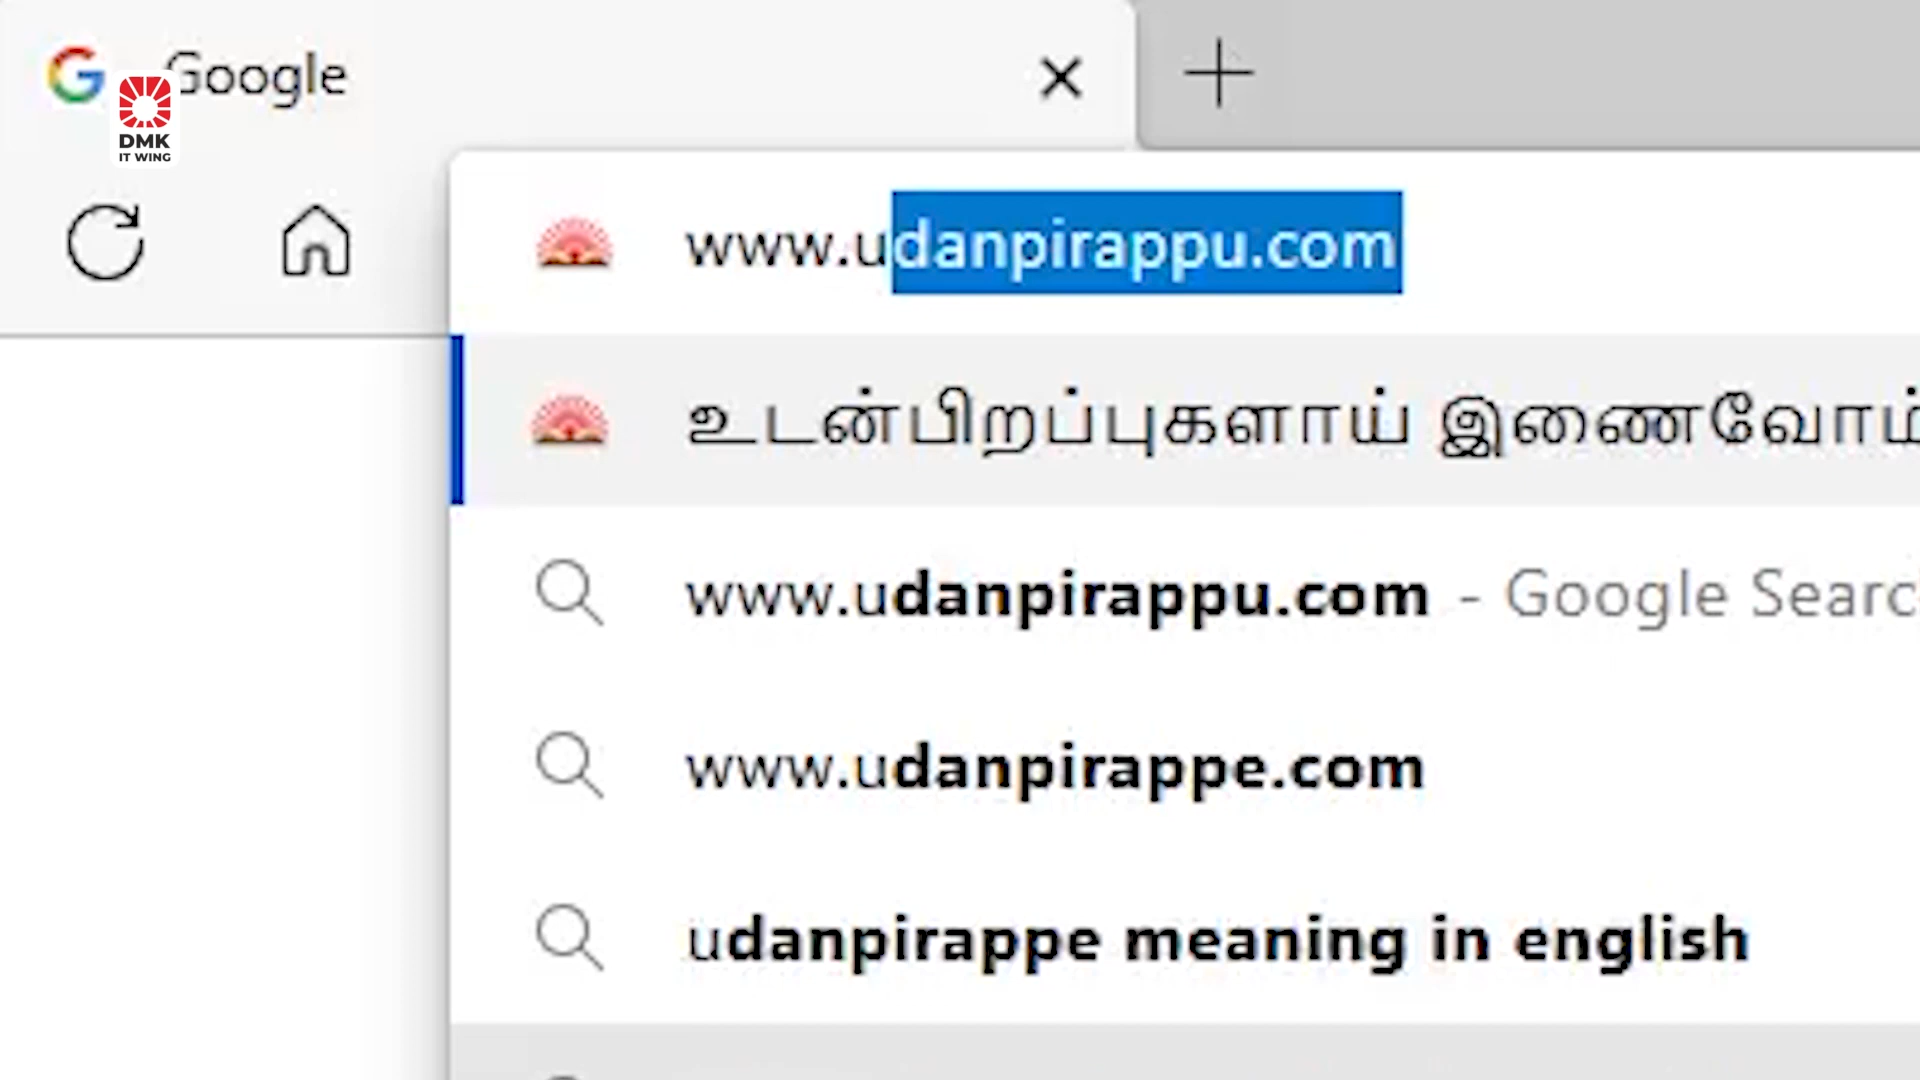 Google
DMK
IT WING
www.udanpirappu.com
உடன்பிறப்புகளாய் இணைவோம்
www.udanpirappu.com - Google Searc
www.udanpirappe.com
udanpirappe meaning in english